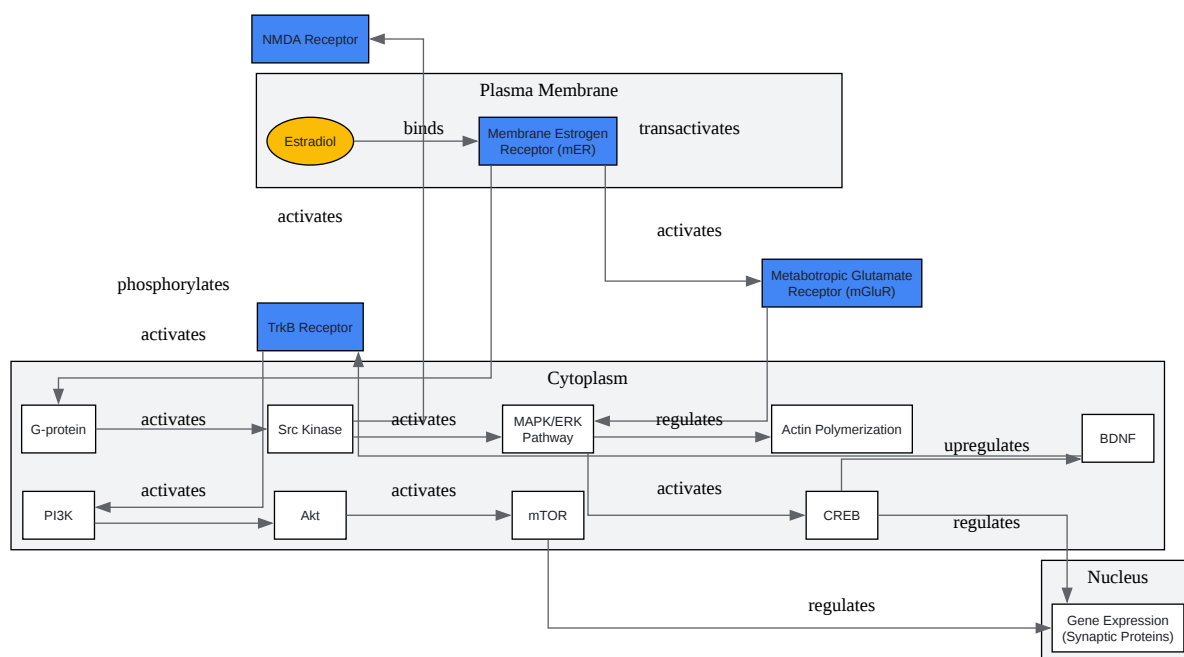 NMDA Receptor
Plasma Membrane
Estradiol
binds
Membrane Estrogen
Receptor (mER)
transactivates
activates
activates
Metabotropic Glutamate
Receptor (mGluR)
phosphorylates
TrkB Receptor
activates
Cytoplasm
G-protein
activates
Src Kinase
activates
MAPK/ERK
Pathway
regulates
Actin Polymerization
BDNF
upregulates
PI3K
activates
Akt
activates
mTOR
activates
CREB
regulates
Nucleus
regulates
Gene Expression
(Synaptic Proteins)